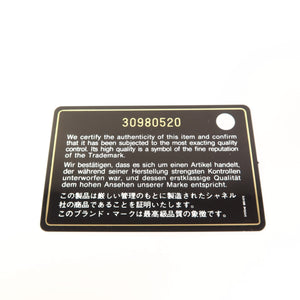 30980520
We certify the authenticity of this item and confirm
that it has been subjected to the most exacting quality
control. Its high quality is a symbol of the fine reputation
of the Trademark.
Wir bestätigen, dass es sich um einen Artikel handelt,
der während seiner Herstellung strengsten Kontrollen
unterworfen war, und dessen erstklassige Qualität
dem hohen Ansehen unserer Marke entspricht.
この製品は厳しい管理のもとに製造されたシャネル
社の商品であることを証明いたします。
このブランド・マークは最高級品質の象徴です。